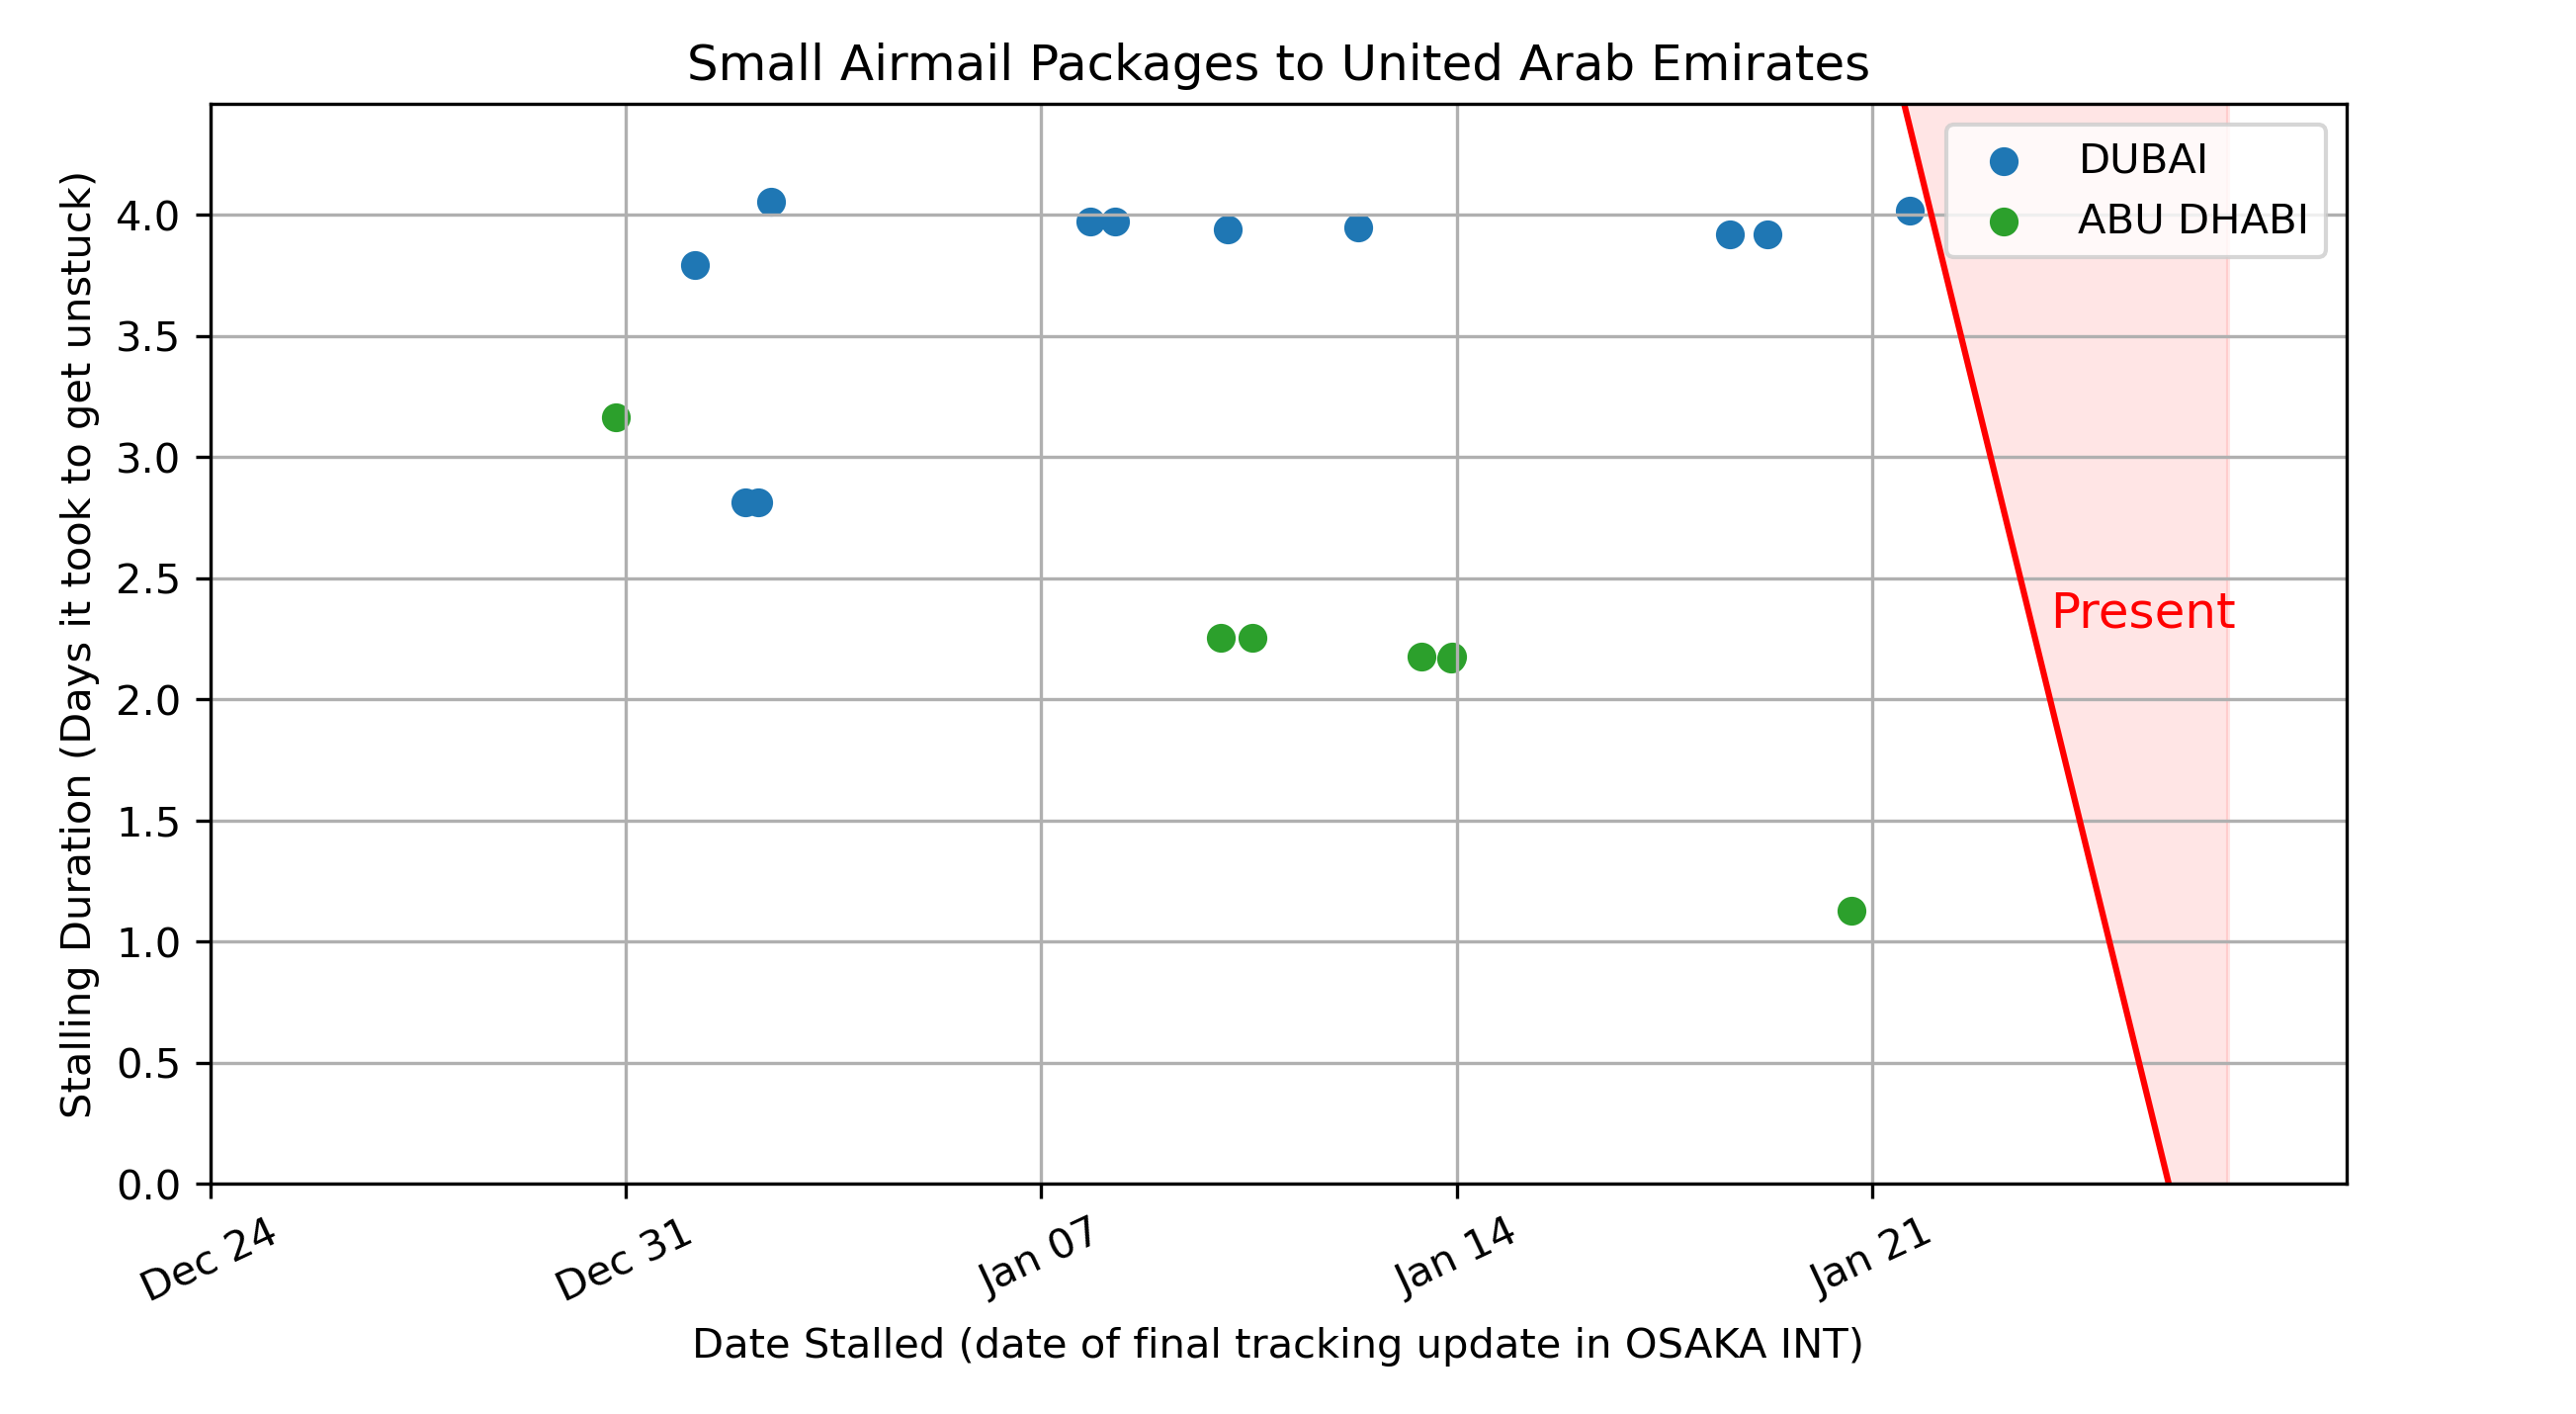 Small Airmail Packages to United Arab Emirates
DUBAI
ABU DHABI
Present
Stalling Duration (Days it took to get unstuck)
4.0
3.5
3.0
2.5
2.0
1.5
1.0
0.5
0.0
Dec 24
Dec 31
Jan 07
Jan 14
Jan 21
Date Stalled (date of final tracking update in OSAKA INT)